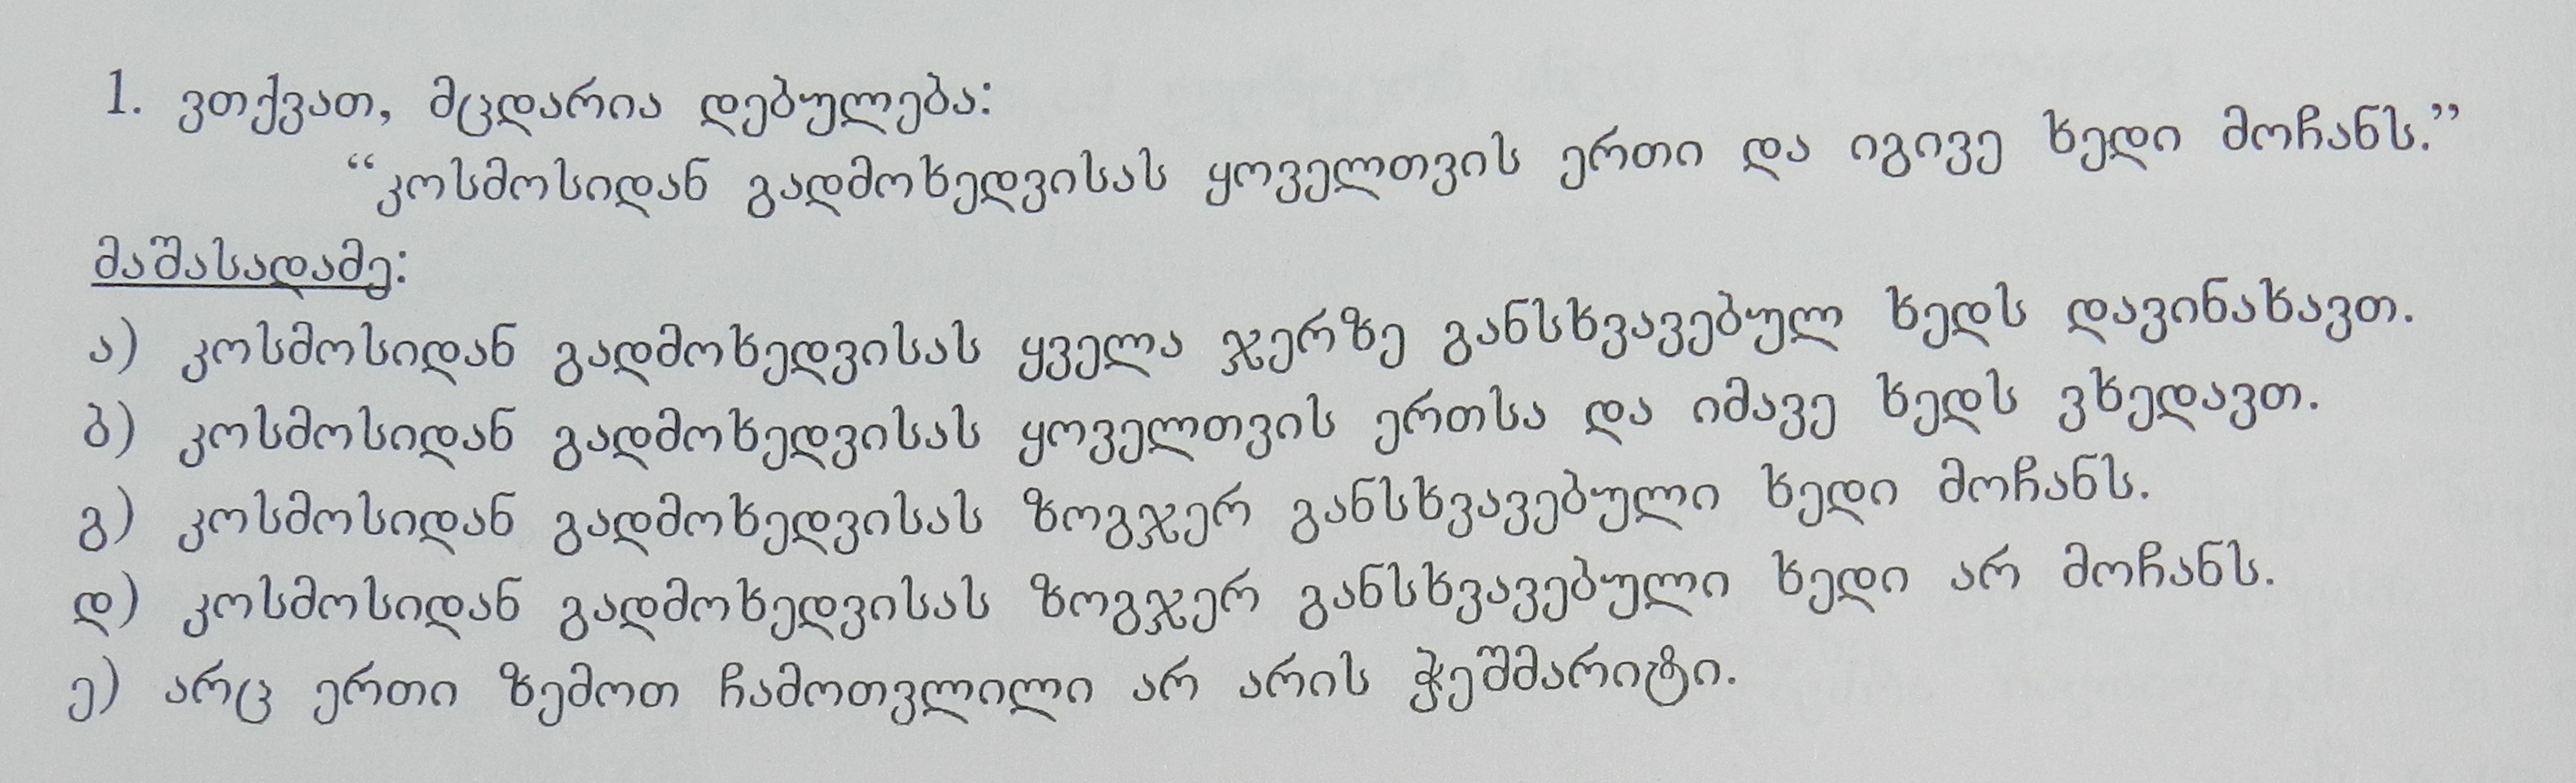 1. ვთქვათ, მცდარია დებულება:
“კოსმოსიდან გადმოხედვისას ყოველთვის ერთი და იგივე ხედი მოჩანს.”
მაშასადამე:
ა) კოსმოსიდან გადმოხედვისას ყველა ჯერზე განსხვავებულ ხედს დავინახავთ.
ბ) კოსმოსიდან გადმოხედვისას ყოველთვის ერთსა და იმავე ხედს ვხედავთ.
გ) კოსმოსიდან გადმოხედვისას ზოგჯერ განსხვავებული ხედი მოჩანს.
დ) კოსმოსიდან გადმოხედვისას ზოგჯერ განსხვავებული ხედი არ მოჩანს.
ე) არც ერთი ზემოთ ჩამოთვლილი არ არის ჭეშმარიტი.